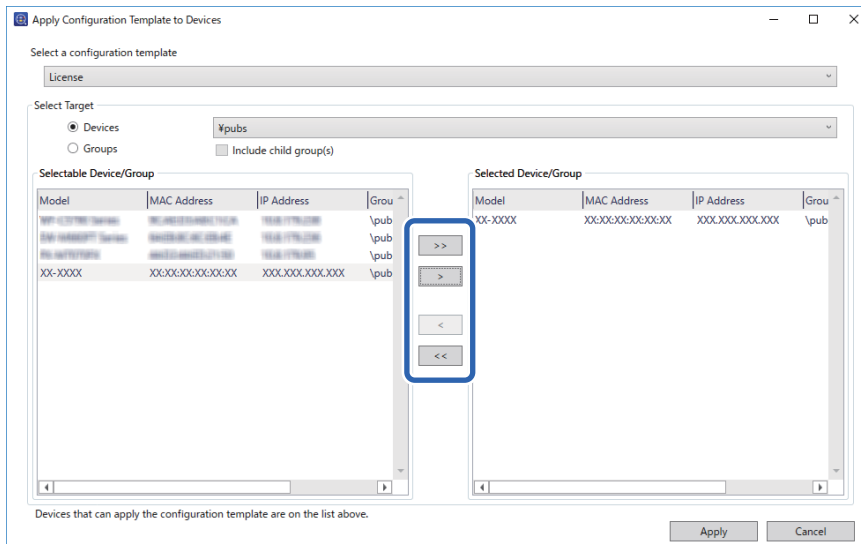 Apply Configuration Template to Devices
Select a configuration template
License
Select Target
Devices
¥pubs
Groups
Include child group(s)
Selectable Device/Group
Selected Device/Group
Model MAC Address IP Address Grou
Model MAC Address IP Address Grou
\pub
\pub
\pub
XX-XXXX XX:XX:XX:XX:XX:XX XXX.XXX.XXX.XXX \pub
XX-XXXX XX:XX:XX:XX:XX:XX XXX.XXX.XXX.XXX \pub
>>
>
<
<<
Devices that can apply the configuration template are on the list above.
Apply Cancel